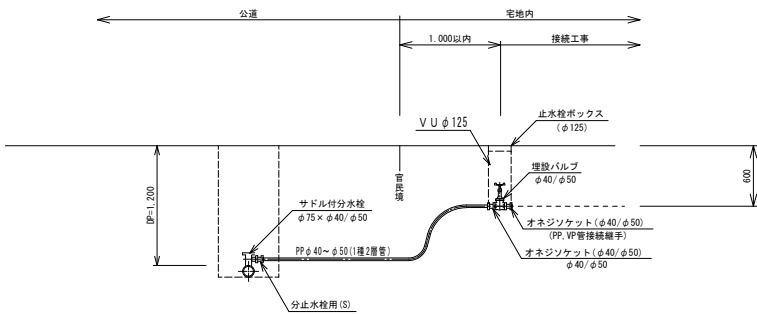 公道
宅地内
1.000以内
接続工事
VUφ125
止水栓ボックス
(φ125)
官民境
埋設バルブ
φ40/φ50
600
DP=1,200
サドル付分水栓
φ75×φ40/φ50
オネジソケット(φ40/φ50)
(PP,VP管接続継手)
オネジソケット(φ40/φ50)
φ40/φ50
PPφ40～φ50(1種2層管)
分止水栓用(S)